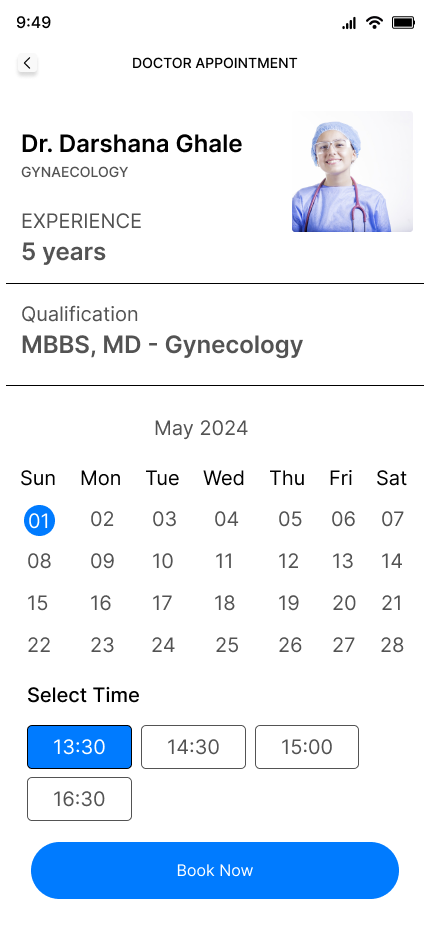 9:49
DOCTOR APPOINTMENT
Dr. Darshana Ghale
GYNAECOLOGY
EXPERIENCE
5 years
Qualification
MBBS, MD - Gynecology
May 2024
Sun Mon Tue Wed Thu Fri Sat
01 02 03 04 05 06 07
08 09 10 11 12 13 14
15 16 17 18 19 20 21
22 23 24 25 26 27 28
Select Time
13:30 14:30 15:00
16:30
Book Now